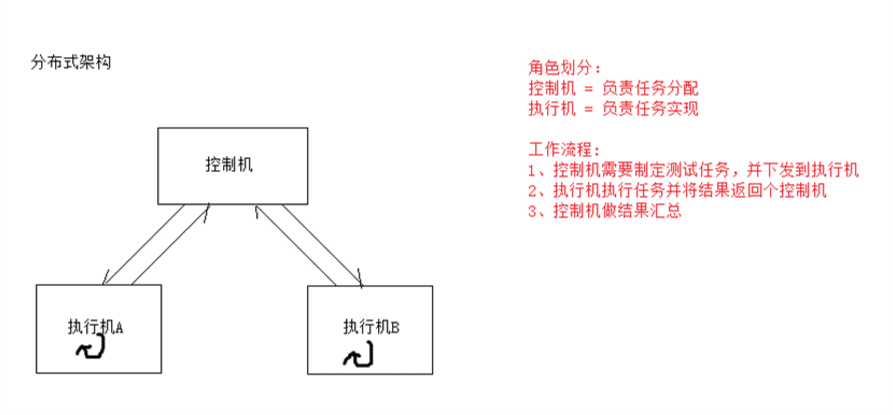 分布式架构
控制机
执行机A
执行机B
角色划分:
控制机 = 负责任务分配
执行机 = 负责任务实现
工作流程:
1、控制机需要制定测试任务，并下发到执行机
2、执行机执行任务并将结果返回个控制机
3、控制机做结果汇总